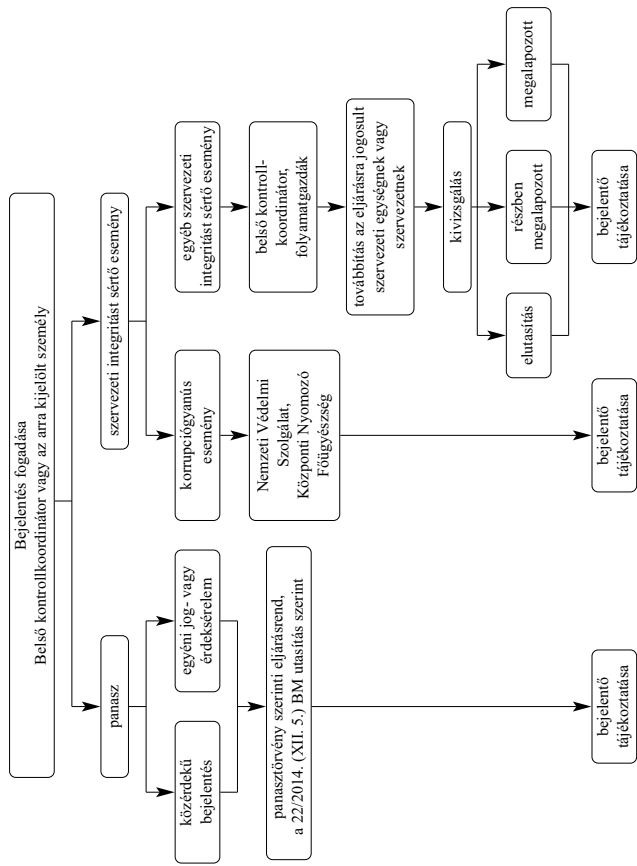 Bejelentés fogadása
Belső kontrollkoordinátor vagy az arra kijelölt személy
panasz
szervezeti integritást sértő esemény
közérdekű
bejelentés
egyéni jog- vagy
érdeksérelem
korrupciógyanús
esemény
egyéb szervezeti
integritást sértő esemény
panasztörvény szerinti eljárásrend,
a 22/2014. (XII. 5.) BM utasítás szerint
Nemzeti Védelmi
Szolgálat,
Központi Nyomozó
Főügyészség
belső kontroll-
koordinátor,
folyamatgazdák
továbbítás az eljárásra jogosult
szervezeti egységnek vagy
szervezetnek
kivizsgálás
elutasítás
részben
megalapozott
megalapozott
bejelentő
tájékoztatása
bejelentő
tájékoztatása
bejelentő
tájékoztatása